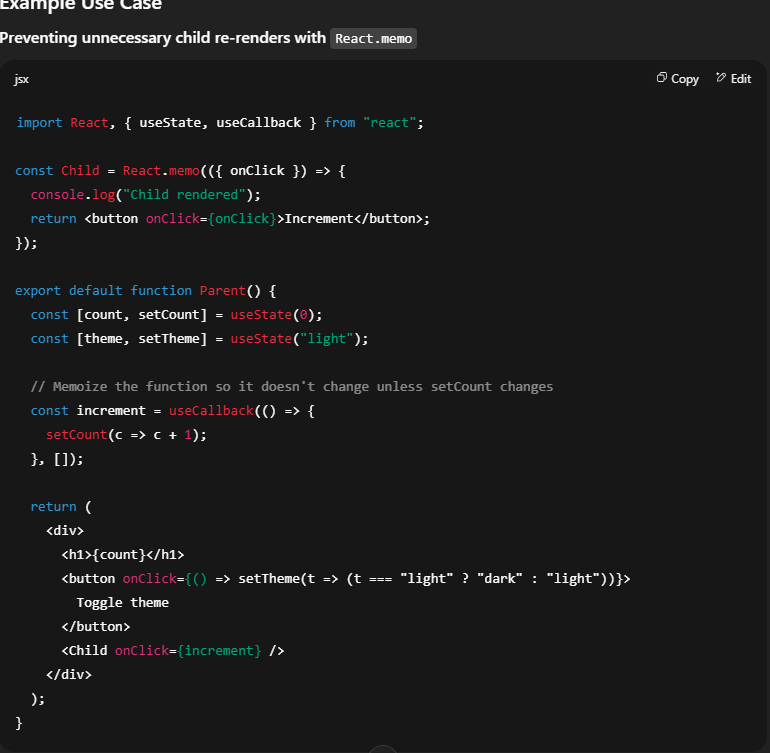 Example Use Case
Preventing unnecessary child re-renders with React.memo
jsx
Copy
Edit
import React, { useState, useCallback } from "react";
const Child = React.memo(({ onClick }) => {
  console.log("Child rendered");
  return <button onClick={onClick}>Increment</button>;
});
export default function Parent() {
  const [count, setCount] = useState(0);
  const [theme, setTheme] = useState("light");
  // Memoize the function so it doesn't change unless setCount changes
  const increment = useCallback(() => {
    setCount(c => c + 1);
  }, []);
  return (
    <div>
      <h1>{count}</h1>
      <button onClick={() => setTheme(t => (t === "light" ? "dark" : "light"))}>
        Toggle theme
      </button>
      <Child onClick={increment} />
    </div>
  );
}